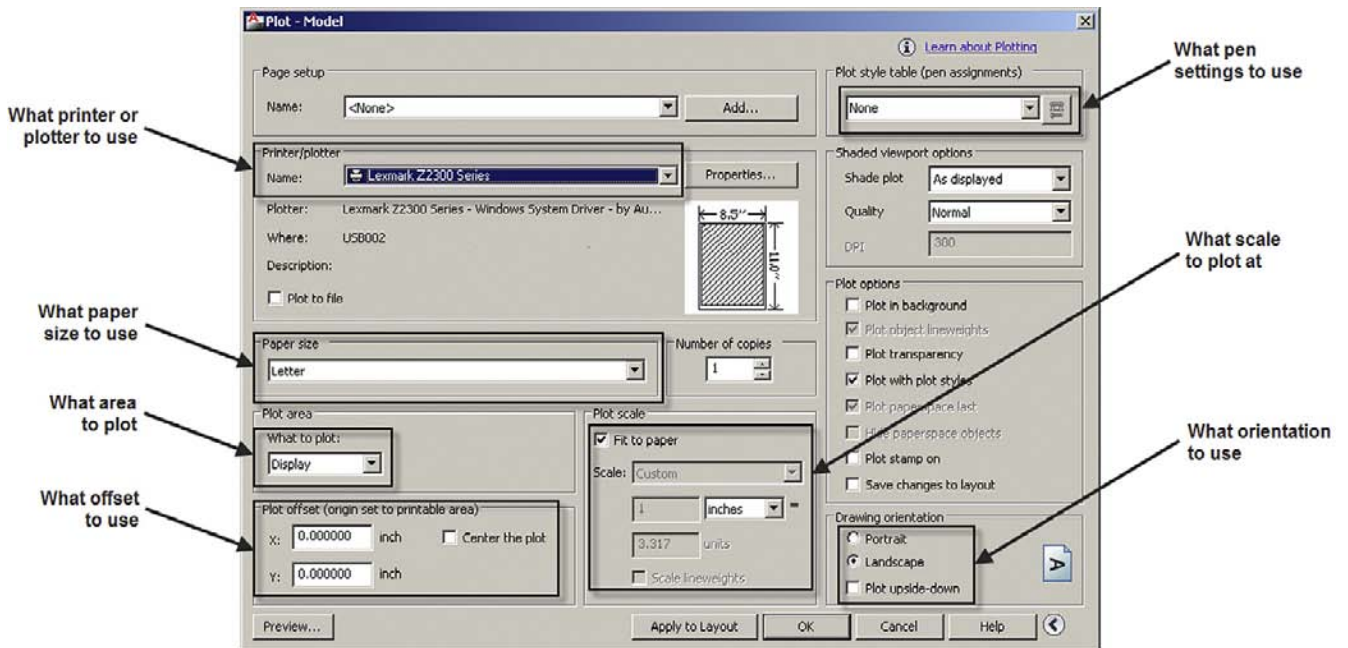 Plot - Model
Learn about Plotting
What pen
settings to use
Page setup
Name: <None> Add...
Plot style table (pen assignments)
None
What printer or
plotter to use
Printer/plotter
Name: Lexmark Z2300 Series Properties...
Plotter: Lexmark Z2300 Series - Windows System Driver - by Au...
Where: USB002
Description:
Plot to file
8.5''
11.0''
Shaded viewport options
Shade plot As displayed
Quality Normal
DPI 300
What scale
to plot at
What paper
size to use
Paper size
Letter
Number of copies
1
Plot options
Plot in background
Plot object lineweights
Plot transparency
Plot with plot styles
Plot paperspace last
Hide paperspace objects
Plot stamp on
Save changes to layout
What area
to plot
Plot area
What to plot:
Display
Plot scale
Fit to paper
Scale: Custom
1 inches =
3.317 units
Scale lineweights
What orientation
to use
What offset
to use
Plot offset (origin set to printable area)
X: 0.000000 inch Center the plot
Y: 0.000000 inch
Drawing orientation
Portrait
Landscape
Plot upside-down
A
Preview... Apply to Layout OK Cancel Help